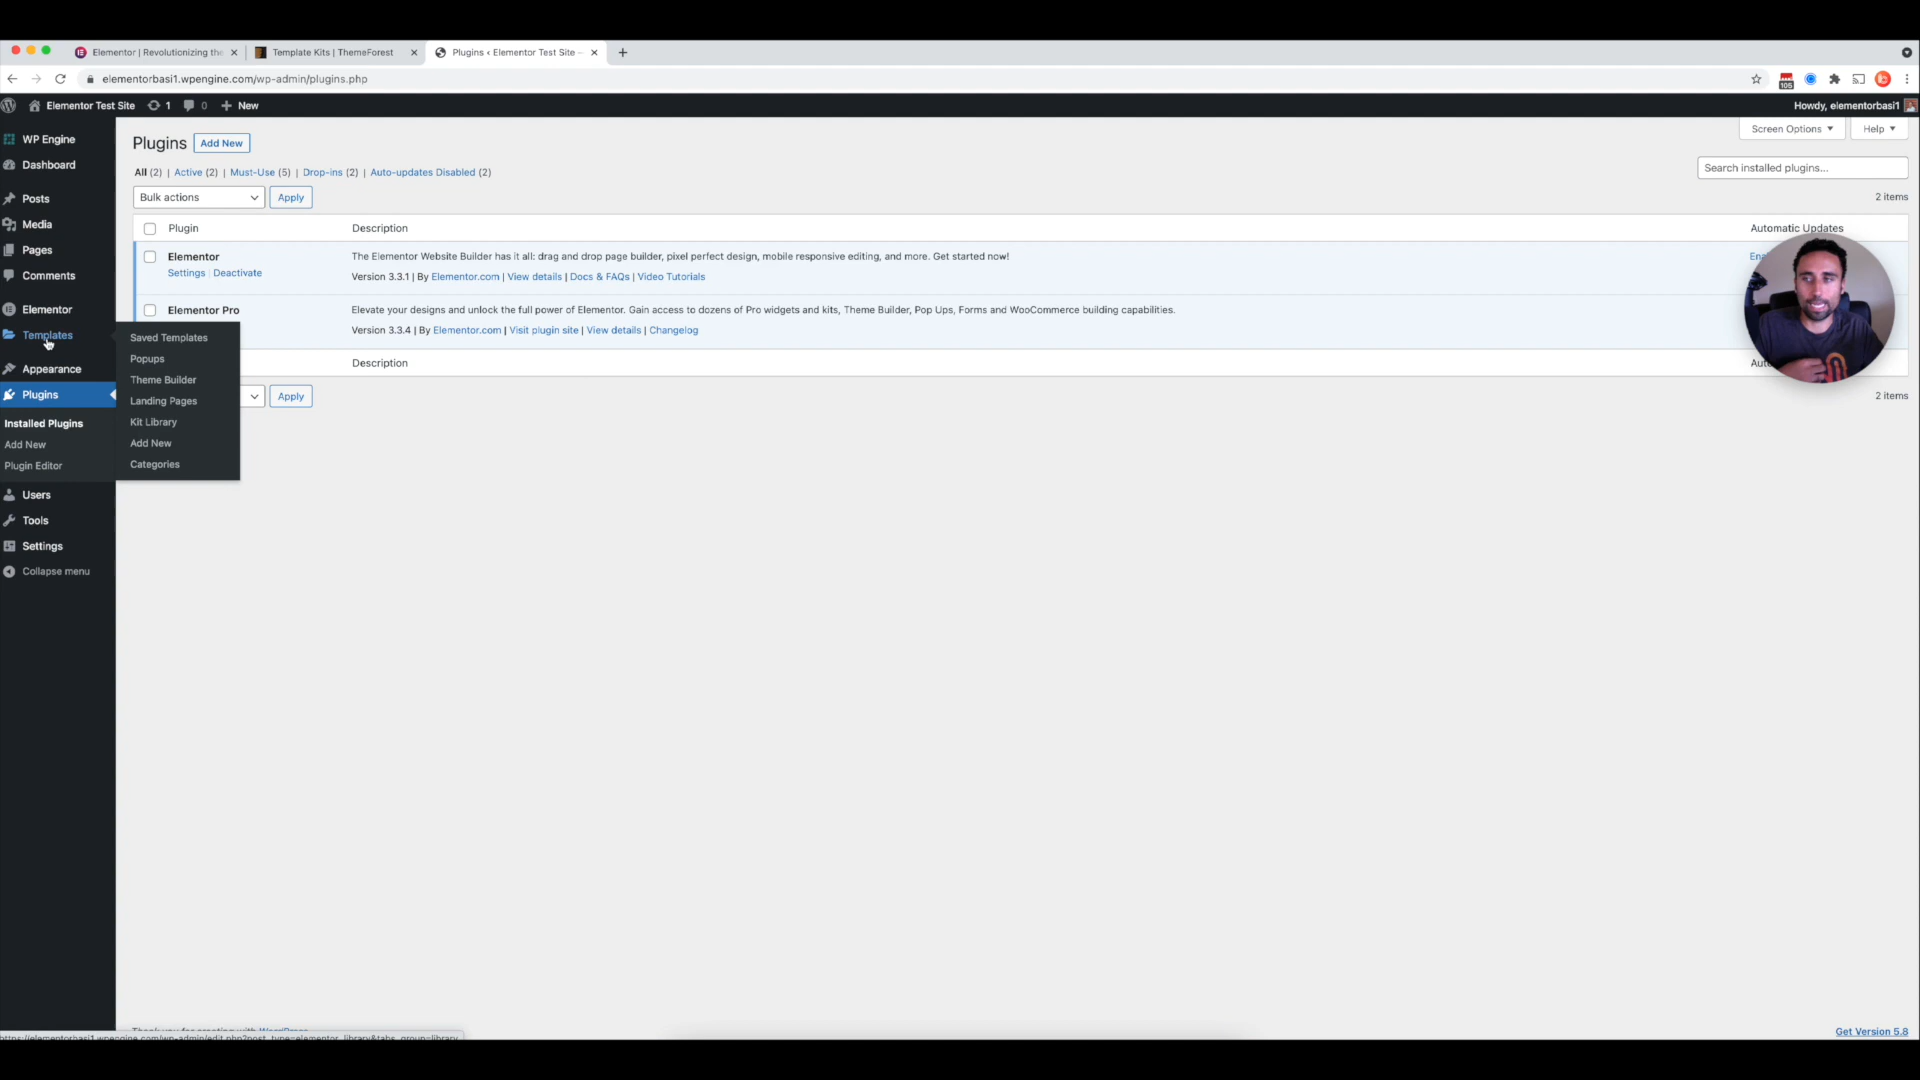 Elementor | Revolutionizing the
Template Kits | ThemeForest
Plugins ‹ Elementor Test Site –
elementorbasi1.wpengine.com/wp-admin/plugins.php
105
Elementor Test Site 1 0 New
Howdy, elementorbasi1
WP Engine
Dashboard
Posts
Media
Pages
Comments
Elementor
Templates
Appearance
Plugins
Installed Plugins
Add New
Plugin Editor
Users
Tools
Settings
Collapse menu
Saved Templates
Popups
Theme Builder
Landing Pages
Kit Library
Add New
Categories
Plugins Add New
Screen Options Help
All (2) | Active (2) | Must-Use (5) | Drop-ins (2) | Auto-updates Disabled (2)
Search installed plugins...
Bulk actions Apply
2 items
Plugin Description Automatic Updates
Elementor The Elementor Website Builder has it all: drag and drop page builder, pixel perfect design, mobile responsive editing, and more. Get started now!
Settings | Deactivate Version 3.3.1 | By Elementor.com | View details | Docs & FAQs | Video Tutorials
Elementor Pro Elevate your designs and unlock the full power of Elementor. Gain access to dozens of Pro widgets and kits, Theme Builder, Pop Ups, Forms and WooCommerce building capabilities.
Version 3.3.4 | By Elementor.com | Visit plugin site | View details | Changelog
Description
Apply
2 items
Get Version 5.8